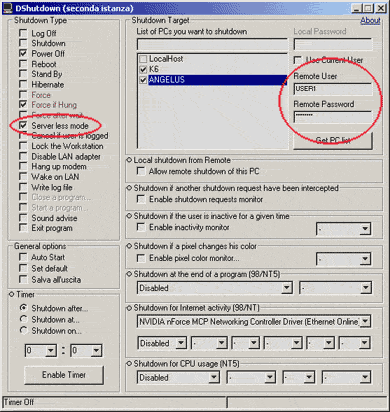 DShutdown (seconda istanza)
Shutdown Type
Log Off
Shutdown
Power Off
Reboot
Stand By
Hibernate
Force
Force if Hung
Force after wait
Server less mode
Cancel if user is logged
Lock the Workstation
Disable LAN adapter
Hang up modem
Wake on LAN
Write log file
Close a program...
Start a program...
Sound advise
Exit program
General options
Auto Start
Set default
Salva all'uscita
Timer
Shutdown after...
Shutdown at...
Shutdown on...
0 : 0
Enable Timer
Shutdown Target
About
List of PCs you want to shutdown
LocalHost
K6
ANGELUS
Local Password
Use Current User
Remote User
USER1
Remote Password
********
Get PC list
Local shutdown from Remote
Allow remote shutdown of this PC
Shutdown if another shutdown request have been intercepted
Enable shutdown requests monitor
Shutdown if the user is inactive for a given time
Enable inactivity monitor
-
Shutdown if a pixel changes his color
Enable pixel color monitor...
-
Shutdown at the end of a program (98/NT5)
Disabled
-
Shutdown for Internet activity (98/NT)
NVIDIA nForce MCP Networking Controller Driver (Ethernet Online)
- - - - - -
Shutdown for CPU usage (NT5)
Disabled - - -
Timer Off